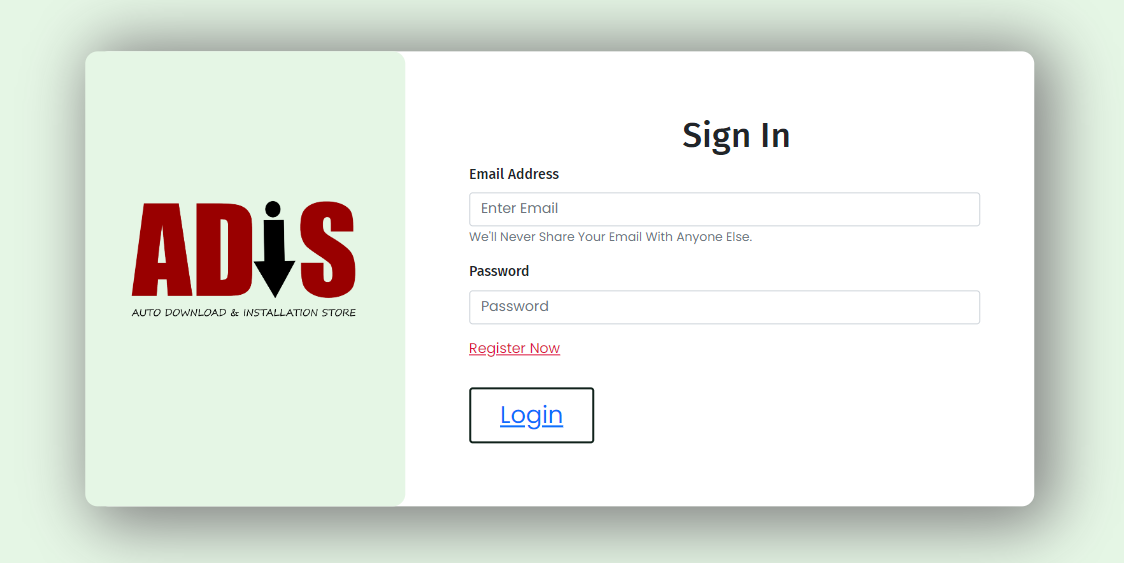 ADiS
AUTO DOWNLOAD & INSTALLATION STORE
Sign In
Email Address
Enter Email
We'll Never Share Your Email With Anyone Else.
Password
Password
Register Now
Login